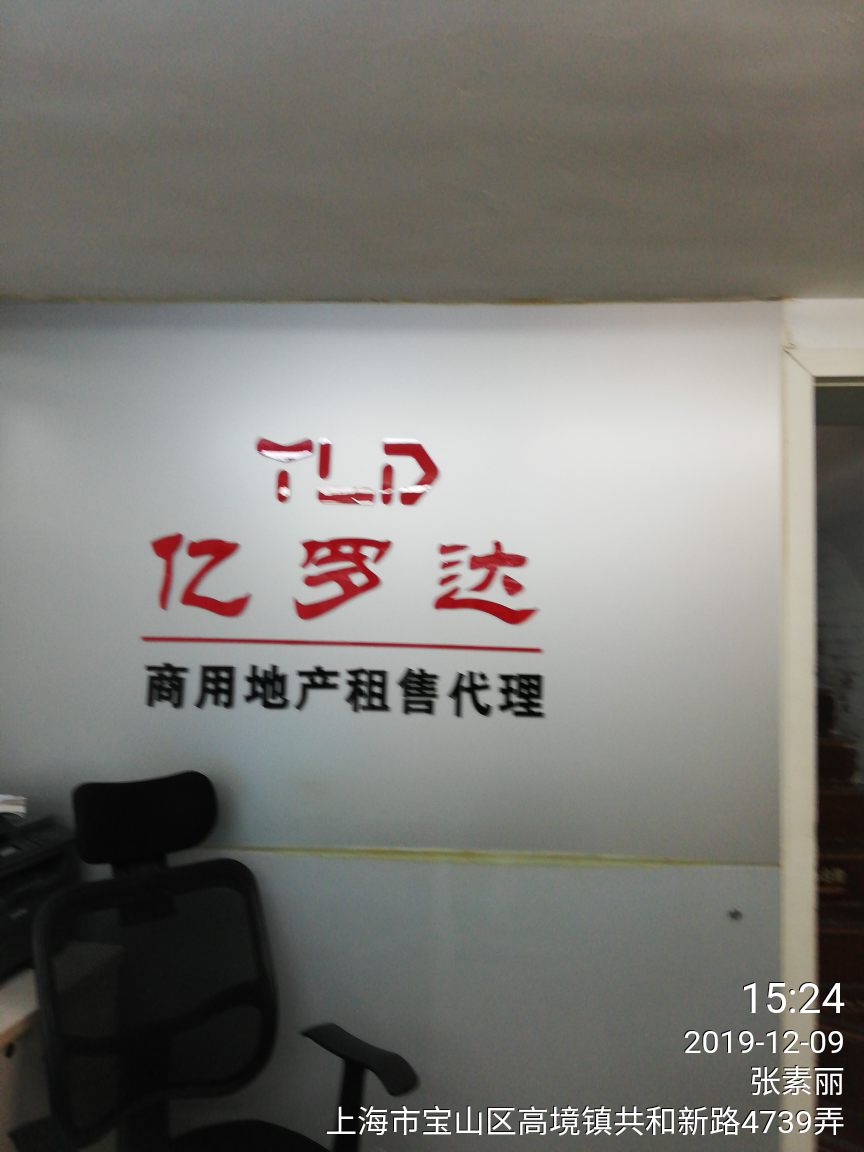 TLD
亿罗达
商用地产租售代理
15:24
2019-12-09
张素丽
上海市宝山区高境镇共和新路4739弄